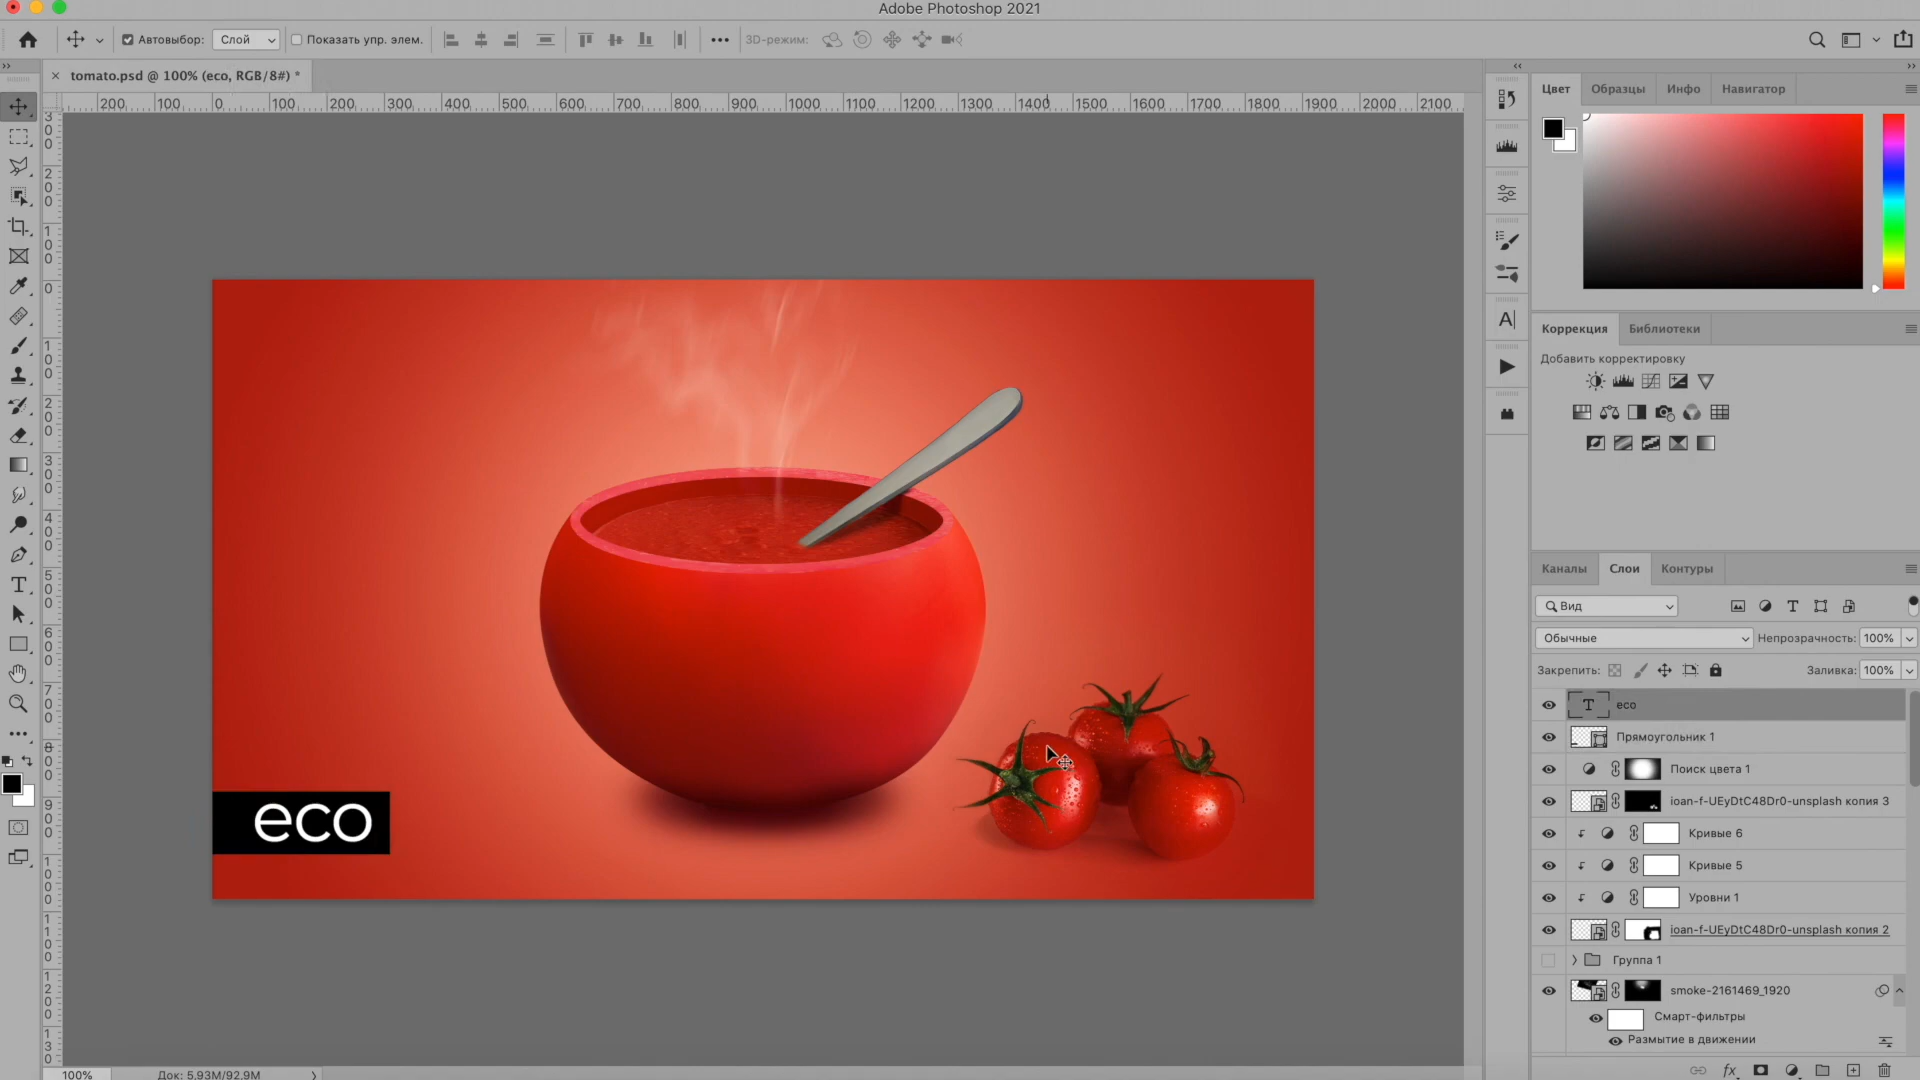 Adobe Photoshop 2021
Автовыбор: Слой Показать упр. элем. 3D-режим:
tomato.psd @ 100% (eco, RGB/8#) *
200 100 0 100 200 300 400 500 600 700 800 900 1000 1100 1200 1300 1400 1500 1600 1700 1800 1900 2000 2100
Цвет Образцы Инфо Навигатор
Коррекция Библиотеки
Добавить корректировку
Каналы Слои Контуры
Вид
Обычные Непрозрачность: 100%
Закрепить: Заливка: 100%
eco
Прямоугольник 1
Поиск цвета 1
ioan-f-UEyDtC48Dr0-unsplash копия 3
Кривые 6
Кривые 5
Уровни 1
ioan-f-UEyDtC48Dr0-unsplash копия 2
Группа 1
smoke-2161469_1920
Смарт-фильтры
Размытие в движении
eco
100% Док: 5,93M/92,9M